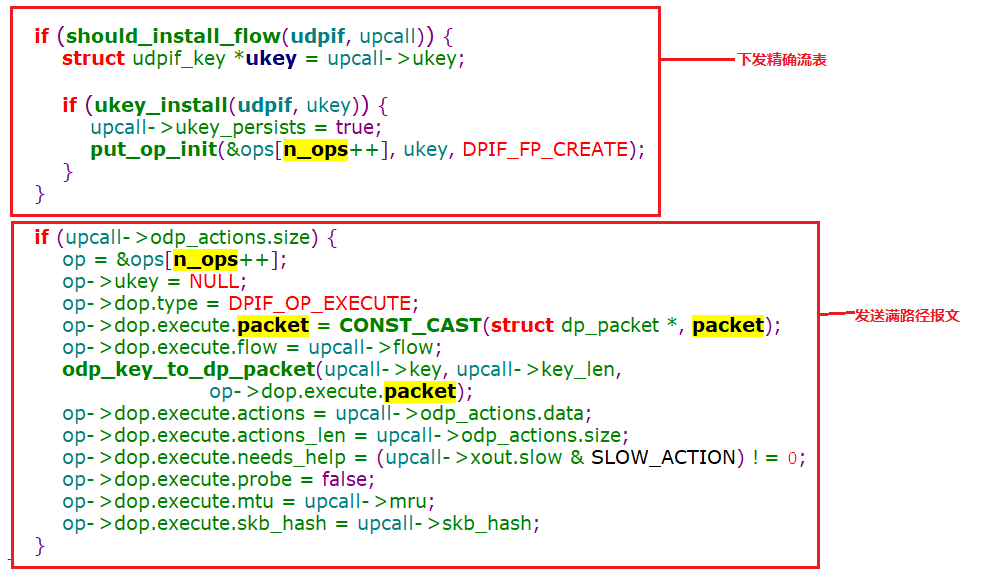 if (should_install_flow(udpif, upcall)) {
struct udpif_key *ukey = upcall->ukey;
下发精确流表
if (ukey_install(udpif, ukey)) {
upcall->ukey_persists = true;
put_op_init(&ops[n_ops++], ukey, DPIF_FP_CREATE);
}
}
if (upcall->odp_actions.size) {
op = &ops[n_ops++];
op->ukey = NULL;
op->dop.type = DPIF_OP_EXECUTE;
op->dop.execute.packet = CONST_CAST(struct dp_packet *, packet);
发送满路径报文
op->dop.execute.flow = upcall->flow;
odp_key_to_dp_packet(upcall->key, upcall->key_len,
op->dop.execute.packet);
op->dop.execute.actions = upcall->odp_actions.data;
op->dop.execute.actions_len = upcall->odp_actions.size;
op->dop.execute.needs_help = (upcall->xout.slow & SLOW_ACTION) != 0;
op->dop.execute.probe = false;
op->dop.execute.mtu = upcall->mru;
op->dop.execute.skb_hash = upcall->skb_hash;
}